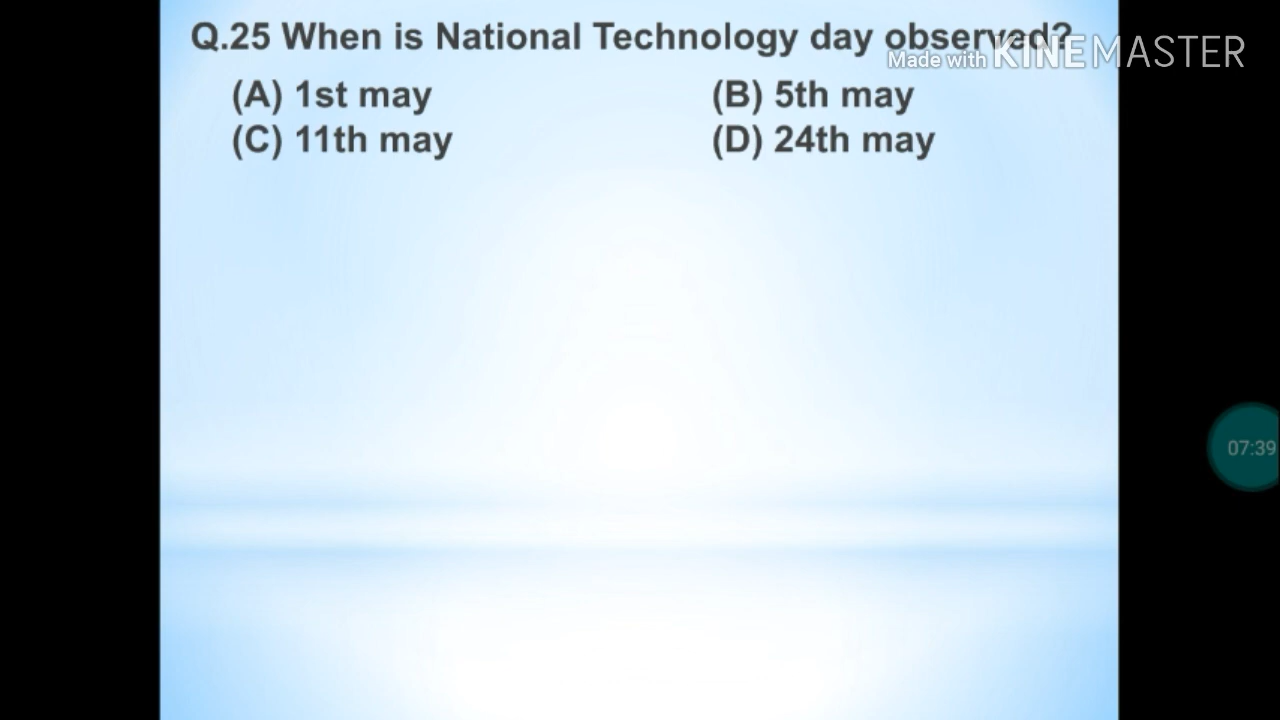 Q.25 When is National Technology day observed?
Made with KINEMASTER
(A) 1st may (B) 5th may
(C) 11th may (D) 24th may
07:39